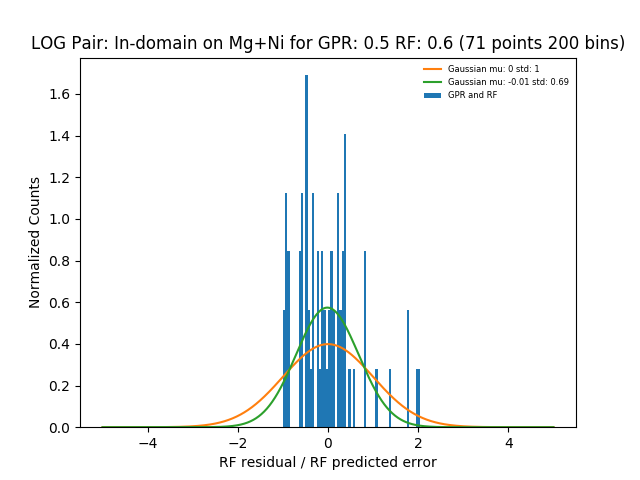 LOG Pair: In-domain on Mg+Ni for GPR: 0.5 RF: 0.6 (71 points 200 bins)
Gaussian mu: 0 std: 1
Gaussian mu: -0.01 std: 0.69
GPR and RF
Normalized Counts
1.6
1.4
1.2
1.0
0.8
0.6
0.4
0.2
0.0
−4 −2 0 2 4
RF residual / RF predicted error